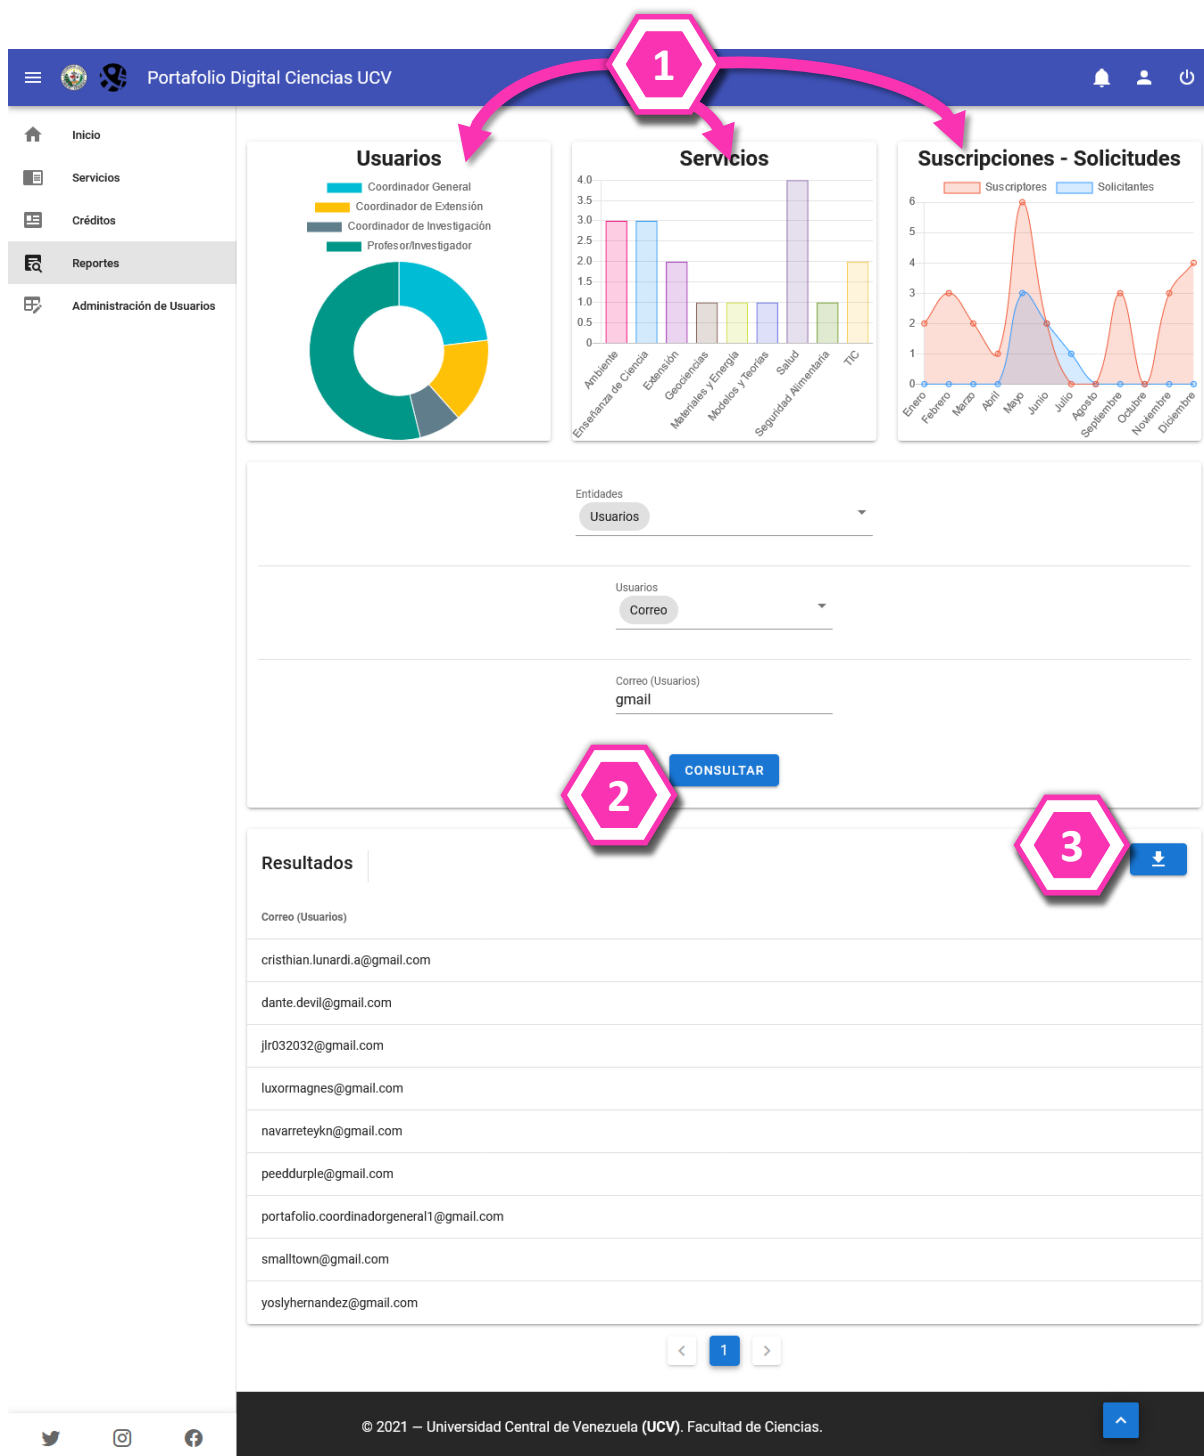 1
Portafolio Digital Ciencias UCV
Inicio
Servicios
Créditos
Reportes
Administración de Usuarios
Usuarios
Coordinador General
Coordinador de Extensión
Coordinador de Investigación
Profesor/Investigador
Servicios
4.0
3.5
3.0
2.5
2.0
1.5
1.0
0.5
0
Ambiente
Enseñanza de Ciencia
Extensión
Geociencias
Materiales y Energía
Modelos y Teorías
Salud
Seguridad Alimentaria
TIC
Suscripciones - Solicitudes
Suscriptores
Solicitantes
6
5
4
3
2
1
0
Enero
Febrero
Marzo
Abril
Mayo
Junio
Julio
Agosto
Septiembre
Octubre
Noviembre
Diciembre
Entidades
Usuarios
Usuarios
Correo
Correo (Usuarios)
gmail
2
CONSULTAR
3
Resultados
Correo (Usuarios)
cristhian.lunardi.a@gmail.com
dante.devil@gmail.com
jlr032032@gmail.com
luxormagnes@gmail.com
navarreteykn@gmail.com
peeddurple@gmail.com
portafolio.coordinadorgeneral1@gmail.com
smalltown@gmail.com
yoslyhernandez@gmail.com
1
© 2021 — Universidad Central de Venezuela (UCV). Facultad de Ciencias.